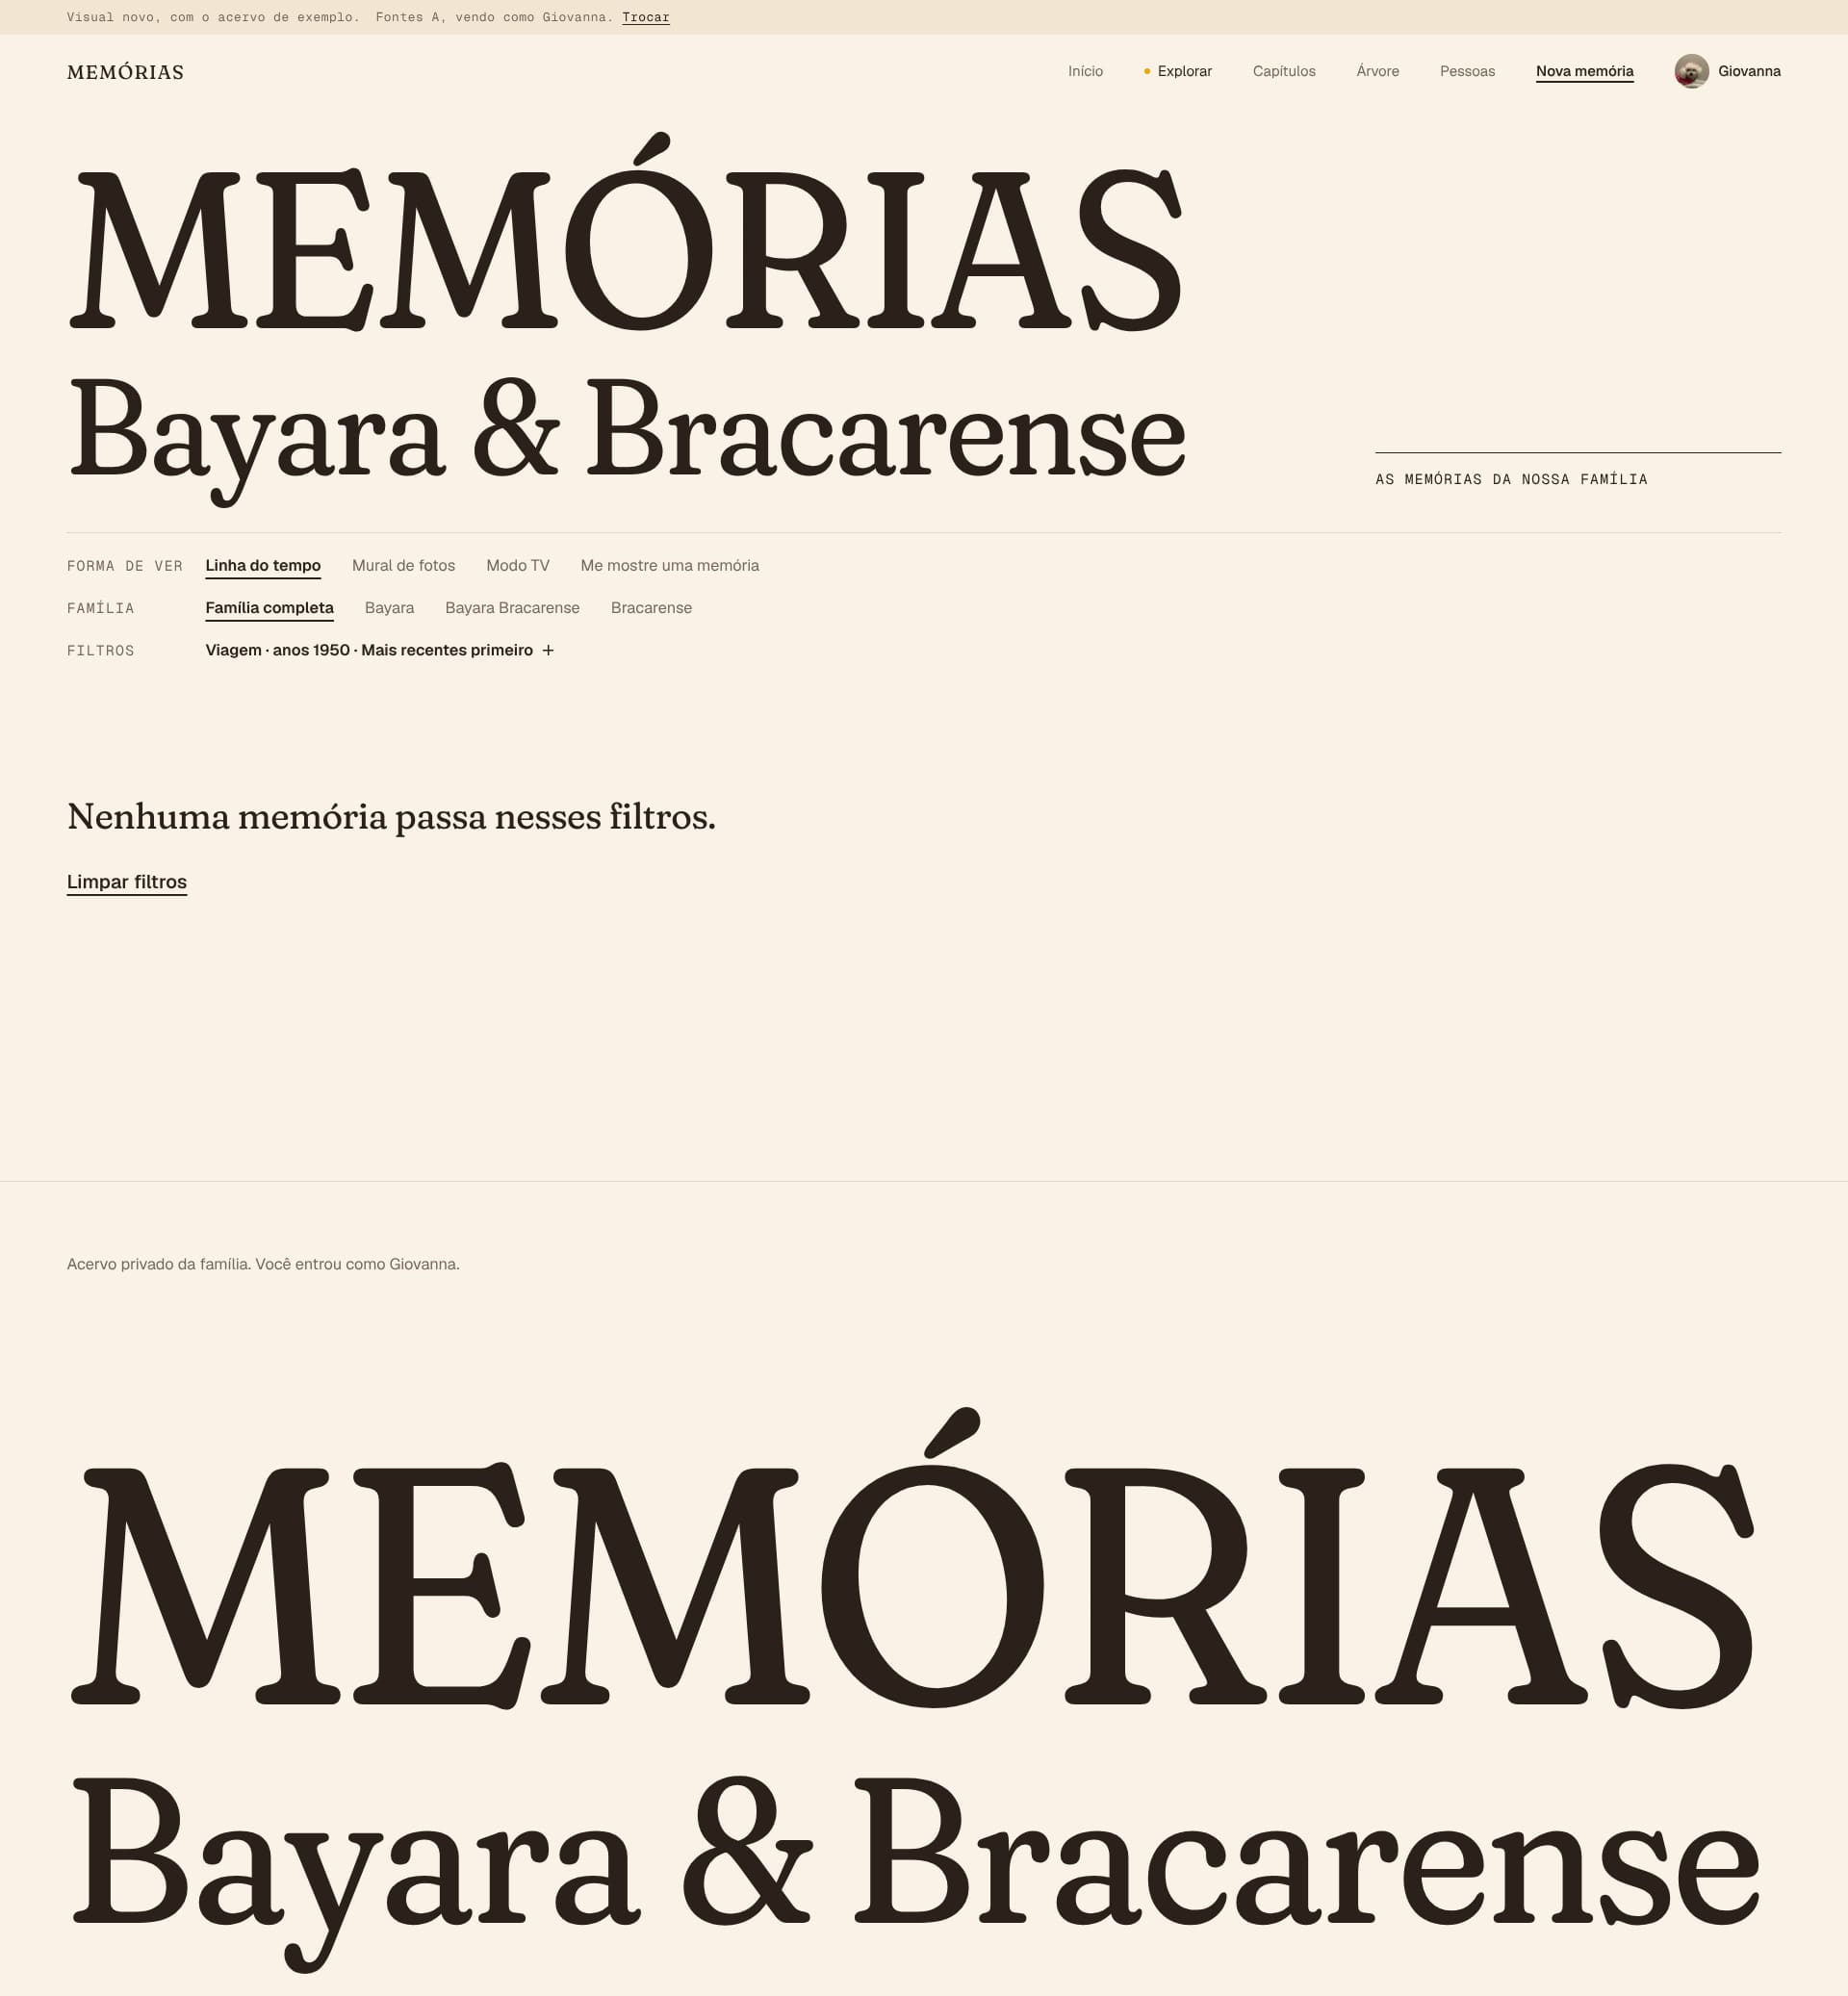 Visual novo, com o acervo de exemplo. Fontes A, vendo como Giovanna. Trocar
MEMÓRIAS
Início Explorar Capítulos Árvore Pessoas Nova memória Giovanna
MEMÓRIAS
Bayara & Bracarense
AS MEMÓRIAS DA NOSSA FAMÍLIA
FORMA DE VER Linha do tempo Mural de fotos Modo TV Me mostre uma memória
FAMÍLIA Família completa Bayara Bayara Bracarense Bracarense
FILTROS Viagem · anos 1950 · Mais recentes primeiro +
Nenhuma memória passa nesses filtros.
Limpar filtros
Acervo privado da família. Você entrou como Giovanna.
MEMÓRIAS
Bayara & Bracarense